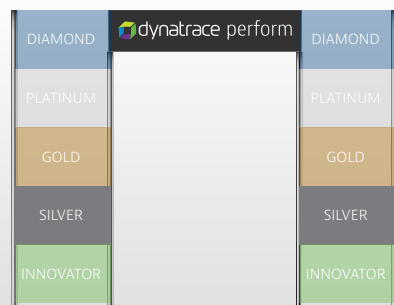 dynatrace perform
DIAMOND
PLATINUM
GOLD
SILVER
INNOVATOR
DIAMOND
PLATINUM
GOLD
SILVER
INNOVATOR